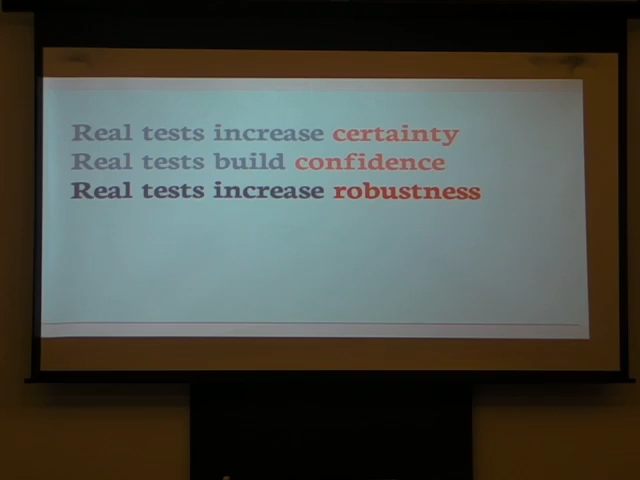 Real tests increase certainty
Real tests build confidence
Real tests increase robustness